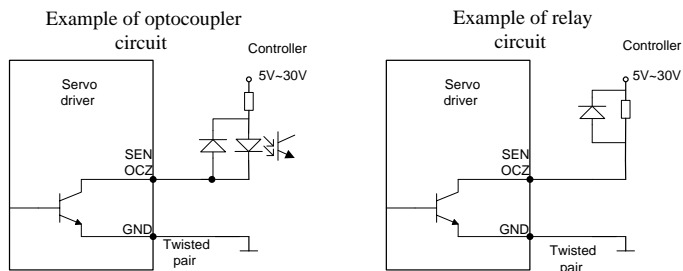 Example of optocoupler
circuit
Controller
5V~30V
Servo
driver
SEN
OCZ
GND
Twisted
pair
Example of relay
circuit
Controller
5V~30V
Servo
driver
SEN
OCZ
GND
Twisted
pair